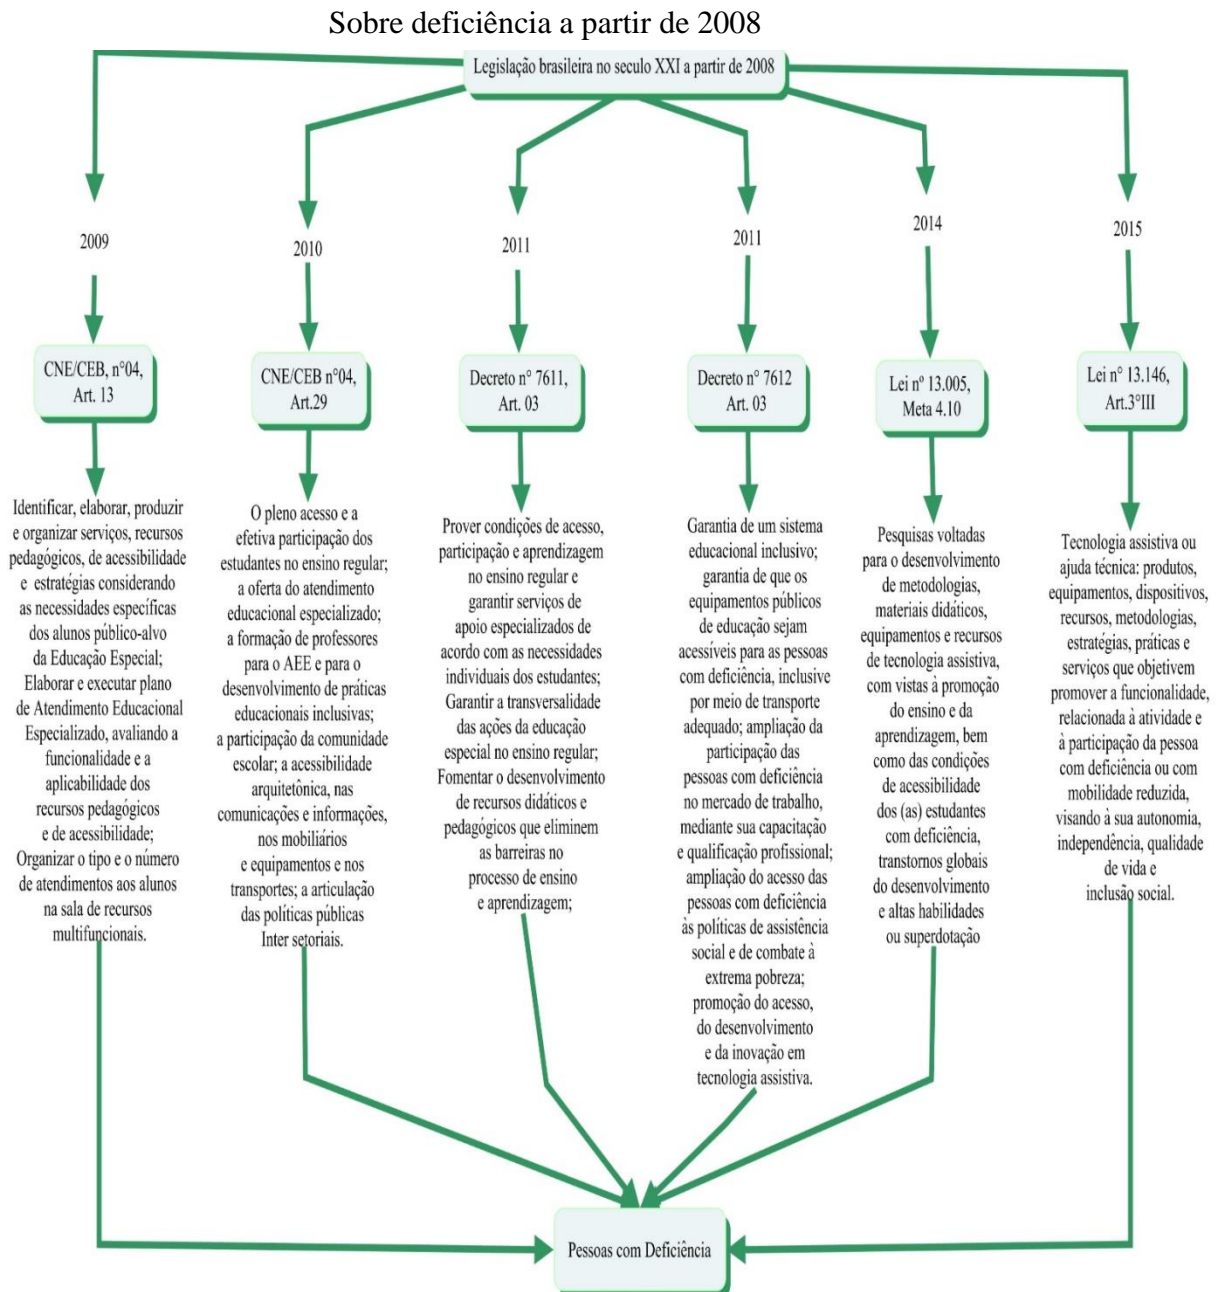 Sobre deficiência a partir de 2008
Legislação brasileira no seculo XXI a partir de 2008
2009
CNE/CEB, n°04,
Art. 13
Identificar, elaborar, produzir
e organizar serviços, recursos
pedagógicos, de acessibilidade
e estratégias considerando
as necessidades específicas
dos alunos público-alvo
da Educação Especial;
Elaborar e executar plano
de Atendimento Educacional
Especializado, avaliando a
funcionalidade e a
aplicabilidade dos
recursos pedagógicos
e de acessibilidade;
Organizar o tipo e o número
de atendimentos aos alunos
na sala de recursos
multifuncionais.
2010
CNE/CEB n°04,
Art.29
O pleno acesso e a
efetiva participação dos
estudantes no ensino regular;
a oferta do atendimento
educacional especializado;
a formação de professores
para o AEE e para o
desenvolvimento de práticas
educacionais inclusivas;
a participação da comunidade
escolar; a acessibilidade
arquitetônica, nas
comunicações e informações,
nos mobiliários
e equipamentos e nos
transportes; a articulação
das políticas públicas
Inter setoriais.
2011
Decreto n° 7611,
Art. 03
Prover condições de acesso,
participação e aprendizagem
no ensino regular e
garantir serviços de
apoio especializados de
acordo com as necessidades
individuais dos estudantes;
Garantir a transversalidade
das ações da educação
especial no ensino regular;
Fomentar o desenvolvimento
de recursos didáticos e
pedagógicos que eliminem
as barreiras no
processo de ensino
e aprendizagem;
2011
Decreto n° 7612
Art. 03
Garantia de um sistema
educacional inclusivo;
garantia de que os
equipamentos públicos
de educação sejam
acessíveis para as pessoas
com deficiência, inclusive
por meio de transporte
adequado; ampliação da
participação das
pessoas com deficiência
no mercado de trabalho,
mediante sua capacitação
e qualificação profissional;
ampliação do acesso das
pessoas com deficiência
às políticas de assistência
social e de combate à
extrema pobreza;
promoção do acesso,
do desenvolvimento
e da inovação em
tecnologia assistiva.
2014
Lei nº 13.005,
Meta 4.10
Pesquisas voltadas
para o desenvolvimento
de metodologias,
materiais didáticos,
equipamentos e recursos
de tecnologia assistiva,
com vistas à promoção
do ensino e da
aprendizagem, bem
como das condições
de acessibilidade
dos (as) estudantes
com deficiência,
transtornos globais
do desenvolvimento
e altas habilidades
ou superdotação
2015
Lei n° 13.146,
Art.3°III
Tecnologia assistiva ou
ajuda técnica: produtos,
equipamentos, dispositivos,
recursos, metodologias,
estratégias, práticas e
serviços que objetivem
promover a funcionalidade,
relacionada à atividade e
à participação da pessoa
com deficiência ou com
mobilidade reduzida,
visando à sua autonomia,
independência, qualidade
de vida e
inclusão social.
Pessoas com Deficiência